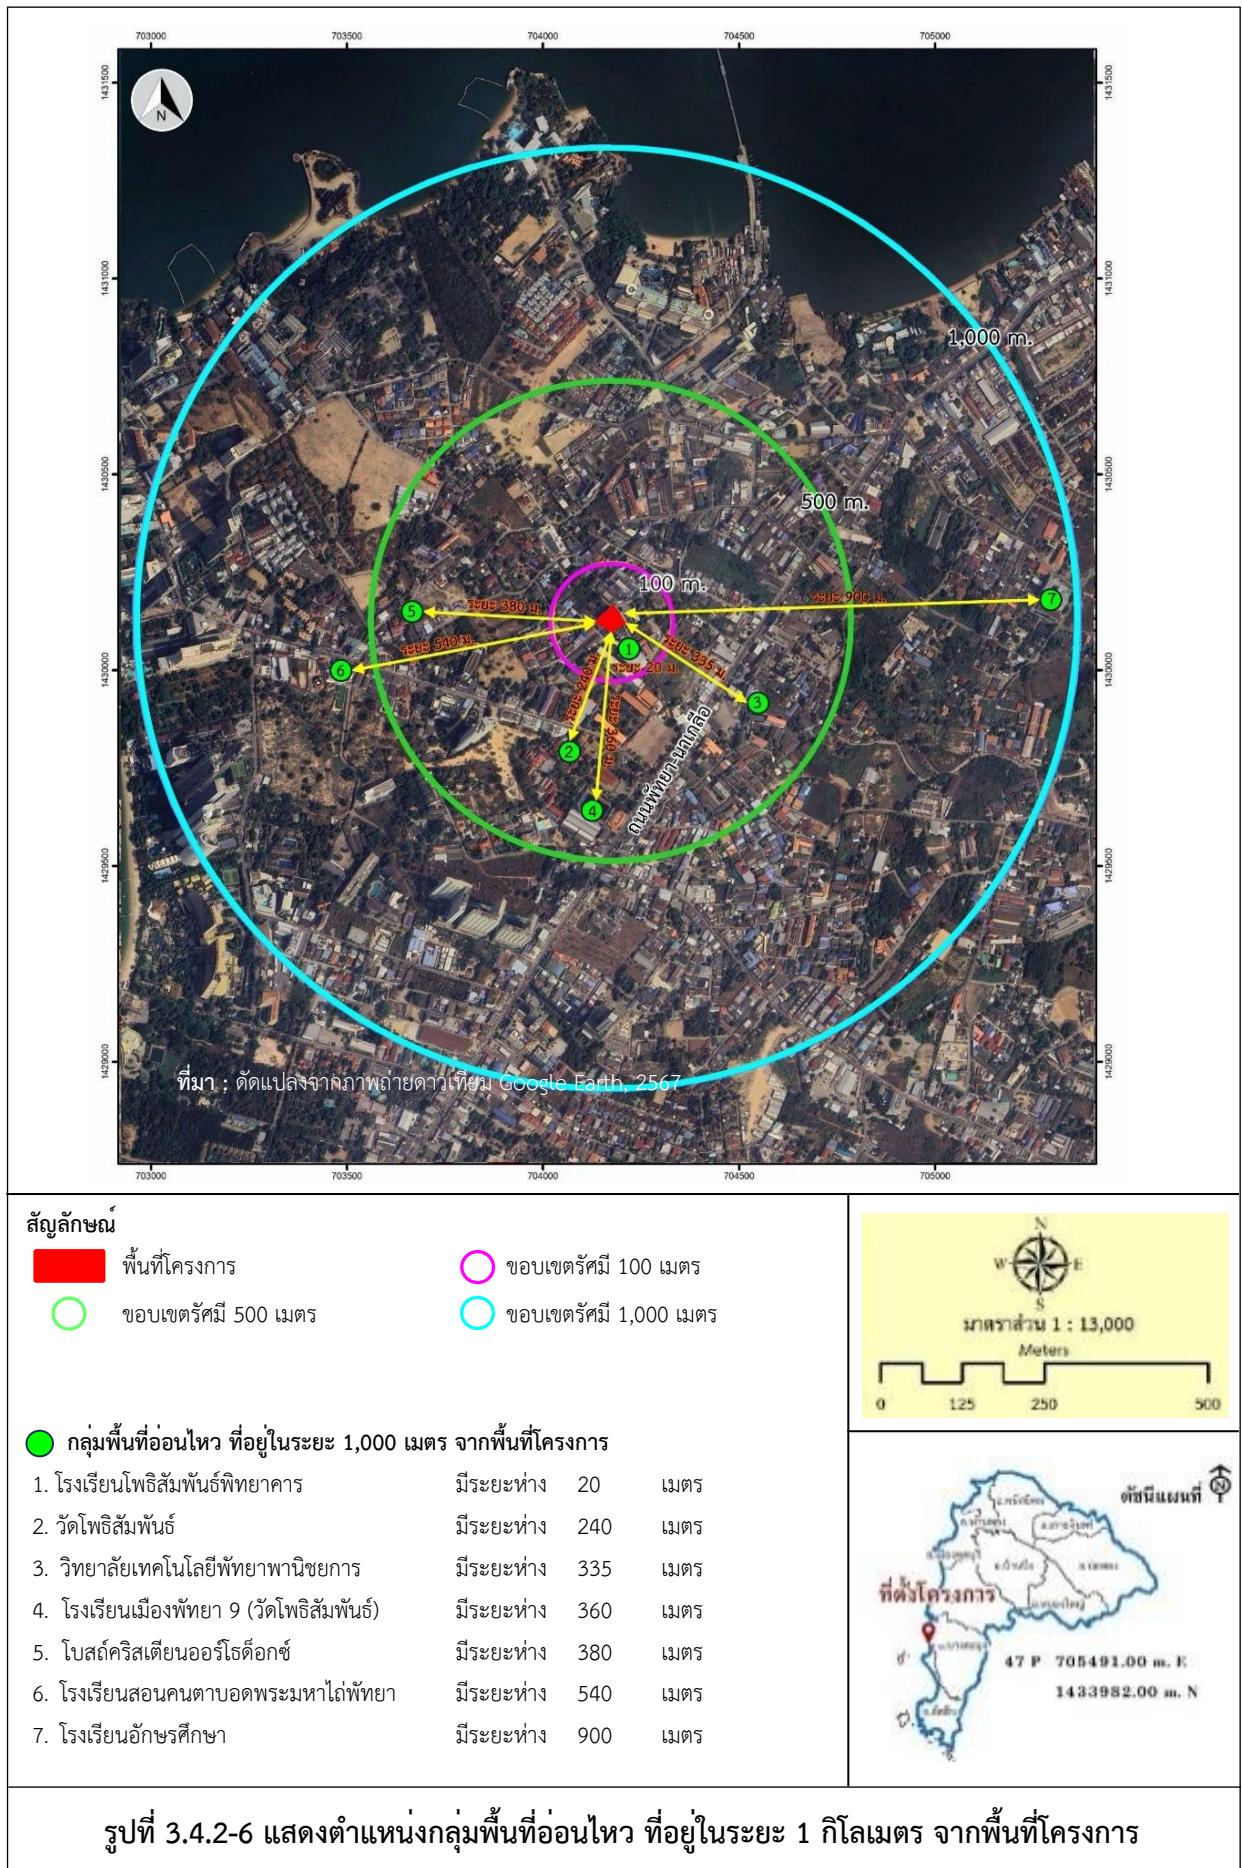 703000 703500 704000 704500 705000
1431500 1431500
N
1431000 1431000
1,000 m.
1430500 1430500
500 m.
100 m.
ระยะ 380 ม.
ระยะ 900 ม.
ระยะ 540 ม.
ระยะ 335 ม.
ระยะ 20 ม.
ระยะ 240 ม.
ระยะ 360 ม.
5
7
1
6
3
2
4
1430000 1430000
ถนนพัทยา-นาเกลือ
1429500 1429500
1429000 1429000
ที่มา : ดัดแปลงจากภาพถ่ายดาวเทียม Google Earth, 2567
703000 703500 704000 704500 705000
สัญลักษณ์
พื้นที่โครงการ
ขอบเขตรัศมี 100 เมตร
ขอบเขตรัศมี 500 เมตร
ขอบเขตรัศมี 1,000 เมตร
กลุ่มพื้นที่อ่อนไหว ที่อยู่ในระยะ 1,000 เมตร จากพื้นที่โครงการ
1. โรงเรียนโพธิสัมพันธ์พิทยาคาร มีระยะห่าง 20 เมตร
2. วัดโพธิสัมพันธ์ มีระยะห่าง 240 เมตร
3. วิทยาลัยเทคโนโลยีพัทยาพานิชยการ มีระยะห่าง 335 เมตร
4. โรงเรียนเมืองพัทยา 9 (วัดโพธิสัมพันธ์) มีระยะห่าง 360 เมตร
5. โบสถ์คริสเตียนออร์โธด็อกซ์ มีระยะห่าง 380 เมตร
6. โรงเรียนสอนคนตาบอดพระมหาไถ่พัทยา มีระยะห่าง 540 เมตร
7. โรงเรียนอักษรศึกษา มีระยะห่าง 900 เมตร
N
W E
S
มาตราส่วน 1 : 13,000
Meters
0 125 250 500
ดัชนีแผนที่
N
ที่ตั้งโครงการ
47 P 705491.00 m. E
1433982.00 m. N
รูปที่ 3.4.2-6 แสดงตำแหน่งกลุ่มพื้นที่อ่อนไหว ที่อยู่ในระยะ 1 กิโลเมตร จากพื้นที่โครงการ